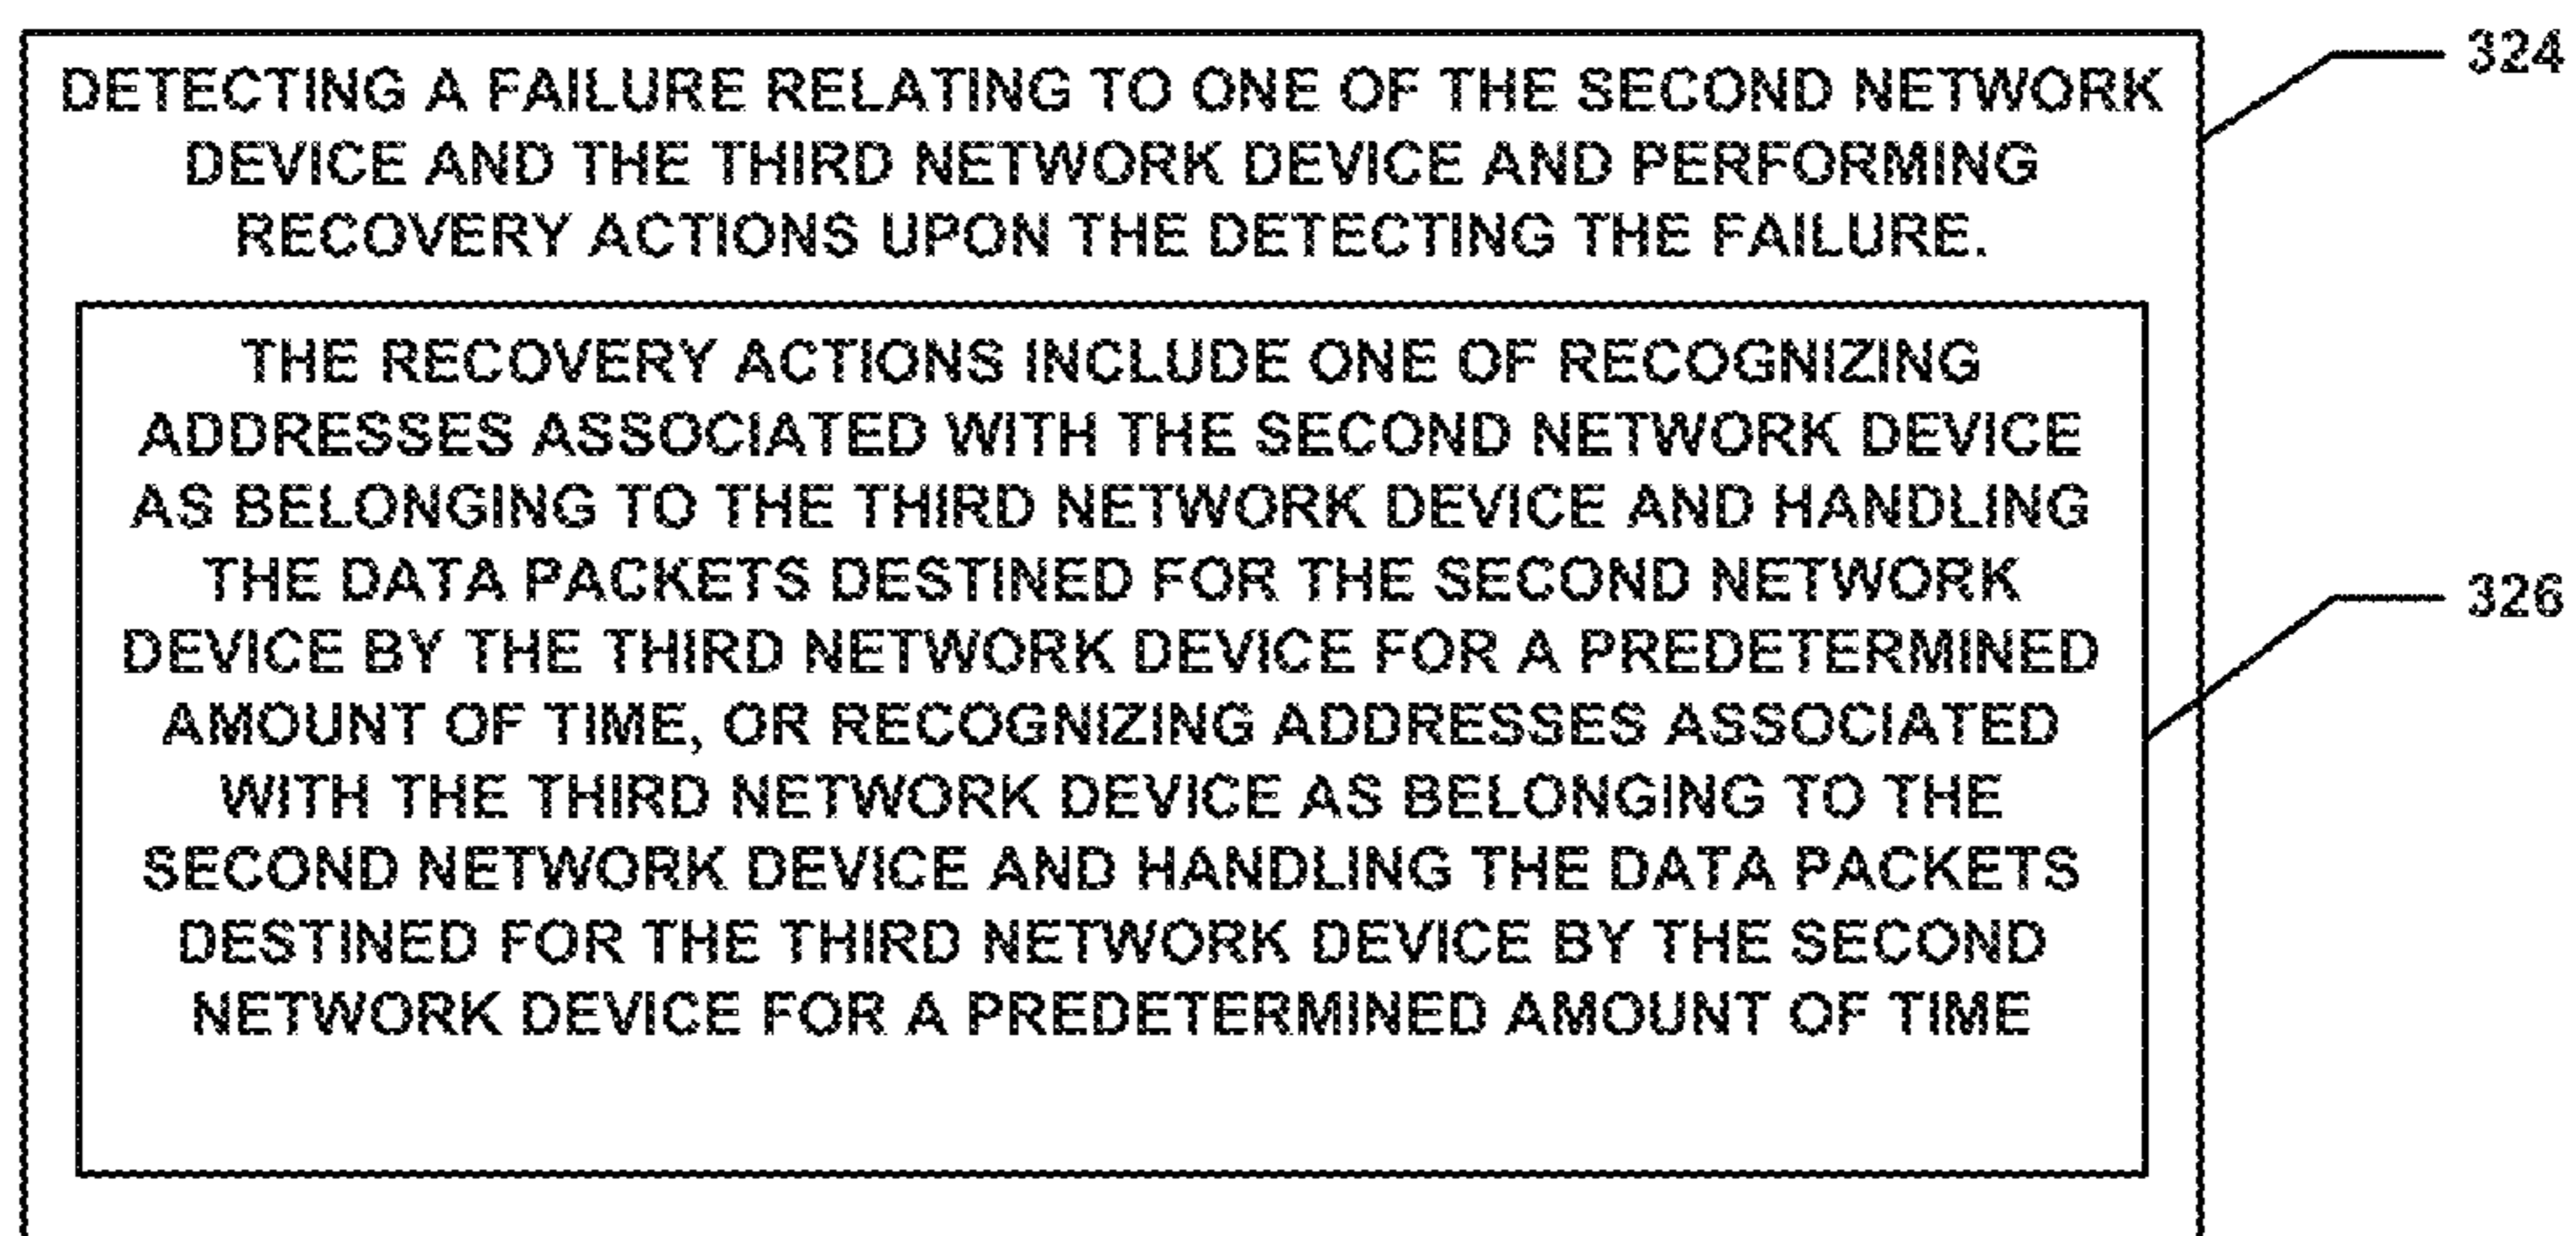 324
DETECTING A FAILURE RELATING TO ONE OF THE SECOND NETWORK
DEVICE AND THE THIRD NETWORK DEVICE AND PERFORMING
RECOVERY ACTIONS UPON THE DETECTING THE FAILURE.
THE RECOVERY ACTIONS INCLUDE ONE OF RECOGNIZING
ADDRESSES ASSOCIATED WITH THE SECOND NETWORK DEVICE
AS BELONGING TO THE THIRD NETWORK DEVICE AND HANDLING
THE DATA PACKETS DESTINED FOR THE SECOND NETWORK
326
DEVICE BY THE THIRD NETWORK DEVICE FOR A PREDETERMINED
AMOUNT OF TIME, OR RECOGNIZING ADDRESSES ASSOCIATED
WITH THE THIRD NETWORK DEVICE AS BELONGING TO THE
SECOND NETWORK DEVICE AND HANDLING THE DATA PACKETS
DESTINED FOR THE THIRD NETWORK DEVICE BY THE SECOND
NETWORK DEVICE FOR A PREDETERMINED AMOUNT OF TIME